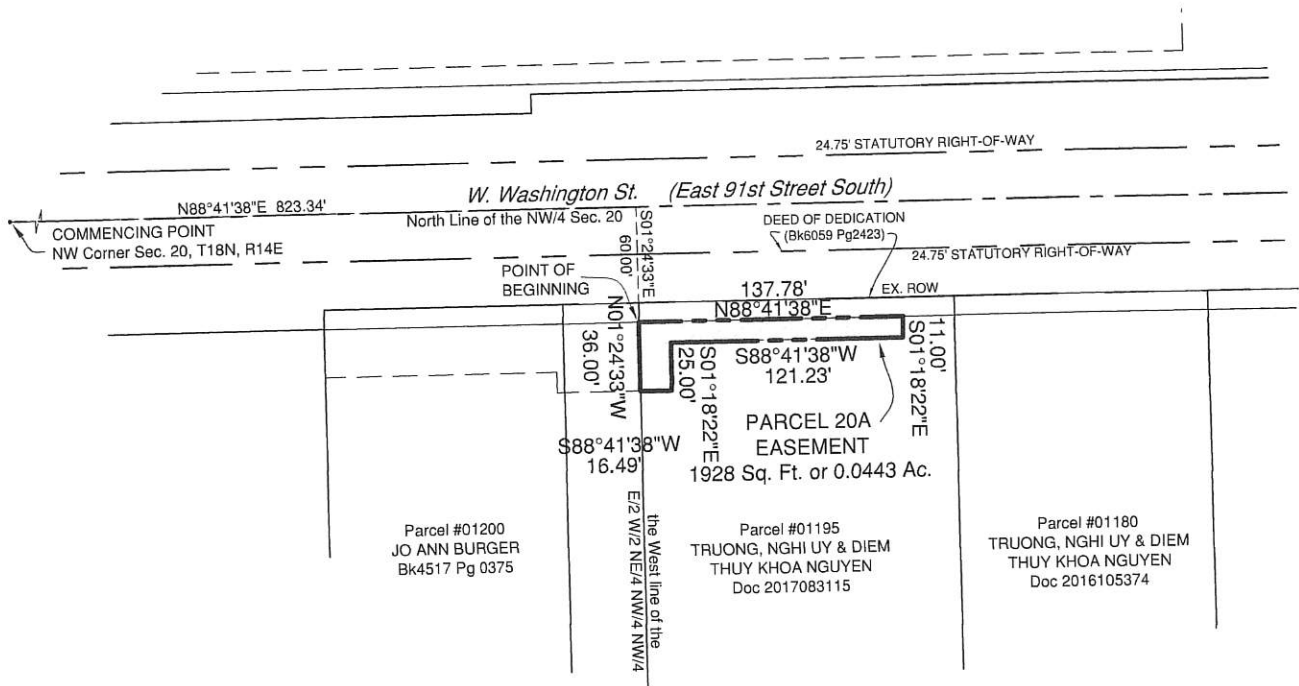 24.75' STATUTORY RIGHT-OF-WAY
W. Washington St. (East 91st Street South)
N88°41'38"E 823.34'
North Line of the NW/4 Sec. 20
COMMENCING POINT
NW Corner Sec. 20, T18N, R14E
S01°24'33"E
60.00'
DEED OF DEDICATION
(Bk6059 Pg2423)
24.75' STATUTORY RIGHT-OF-WAY
POINT OF
BEGINNING
137.78'
EX. ROW
N88°41'38"E
N01°24'33"W
36.00'
S01°18'22"E
25.00'
S88°41'38"W
121.23'
11.00'
S01°18'22"E
PARCEL 20A
EASEMENT
1928 Sq. Ft. or 0.0443 Ac.
S88°41'38"W
16.49'
the West line of the
E/2 W/2 NE/4 NW/4 NW/4
Parcel #01200
JO ANN BURGER
Bk4517 Pg 0375
Parcel #01195
TRUONG, NGHI UY & DIEM
THUY KHOA NGUYEN
Doc 2017083115
Parcel #01180
TRUONG, NGHI UY & DIEM
THUY KHOA NGUYEN
Doc 2016105374